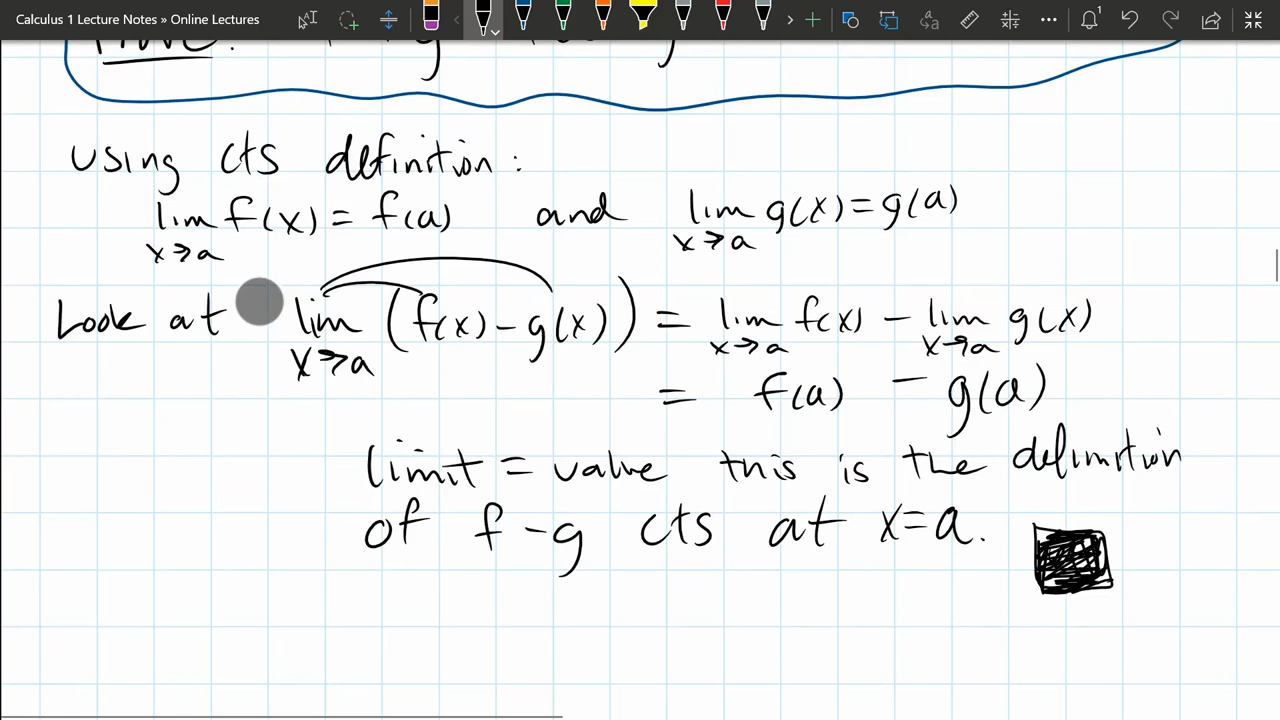 Calculus 1 Lecture Notes » Online Lectures
using cts definition:
lim x→a f(x) = f(a) and lim x→a g(x) = g(a)
Look at lim x→a (f(x) - g(x)) = lim x→a f(x) - lim x→a g(x)
= f(a) - g(a)
limit = value this is the definition
of f-g cts at x=a.